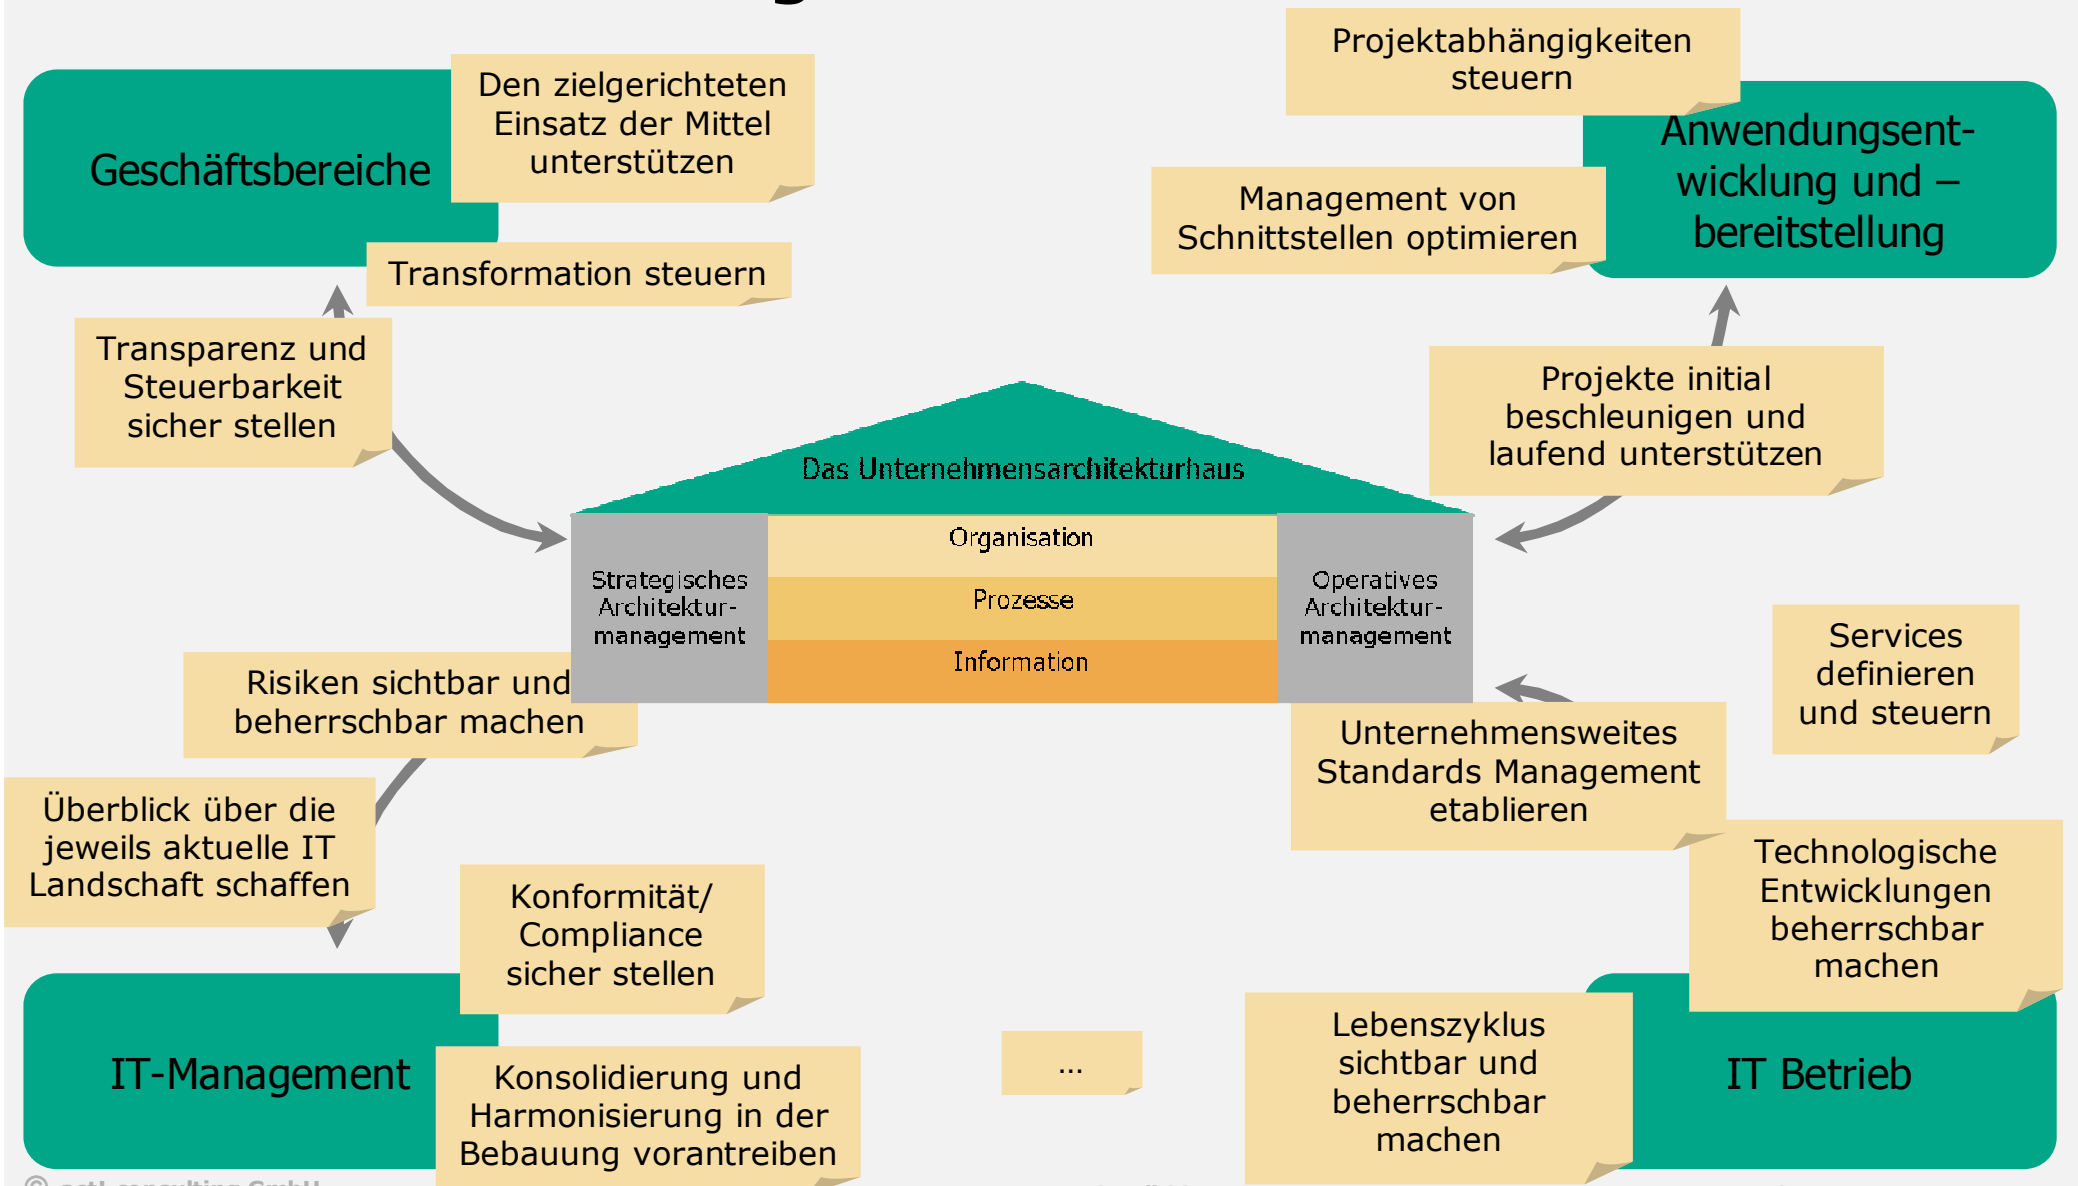 Den zielgerichteten
Einsatz der Mittel
unterstützen
Geschäftsbereiche
Transformation steuern
Transparenz und
Steuerbarkeit
sicher stellen
Projektabhängigkeiten
steuern
Anwendungsent-
wicklung und –
bereitstellung
Management von
Schnittstellen optimieren
Projekte initial
beschleunigen und
laufend unterstützen
Das Unternehmensarchitekturhaus
Organisation
Prozesse
Information
Strategisches
Architektur-
management
Operatives
Architektur-
management
Risiken sichtbar und
beherrschbar machen
Überblick über die
jeweils aktuelle IT
Landschaft schaffen
Konformität/
Compliance
sicher stellen
IT-Management
Konsolidierung und
Harmonisierung in der
Bebauung vorantreiben
...
Services
definieren
und steuern
Unternehmensweites
Standards Management
etablieren
Technologische
Entwicklungen
beherrschbar
machen
Lebenszyklus
sichtbar und
beherrschbar
machen
IT Betrieb